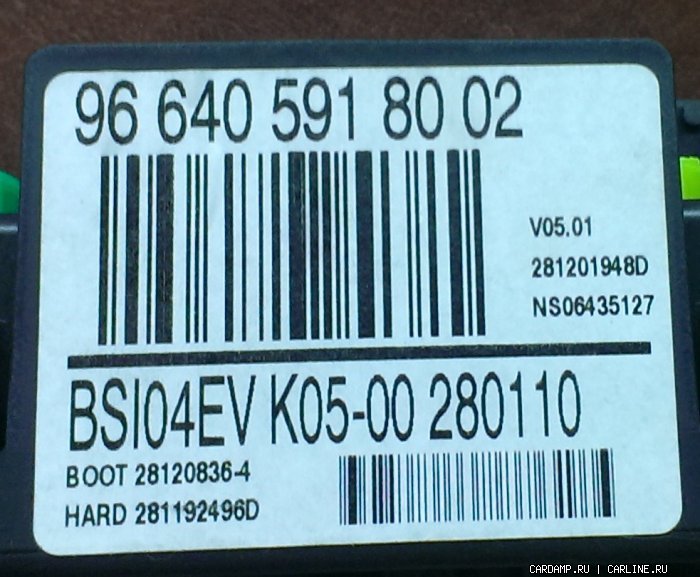 96 640 591 80 02
V05.01
281201948D
NS06435127
BSI04EV K05-00 280110
BOOT 28120836-4
HARD 281192496D
CARDAMP.RU | CARLINE.RU